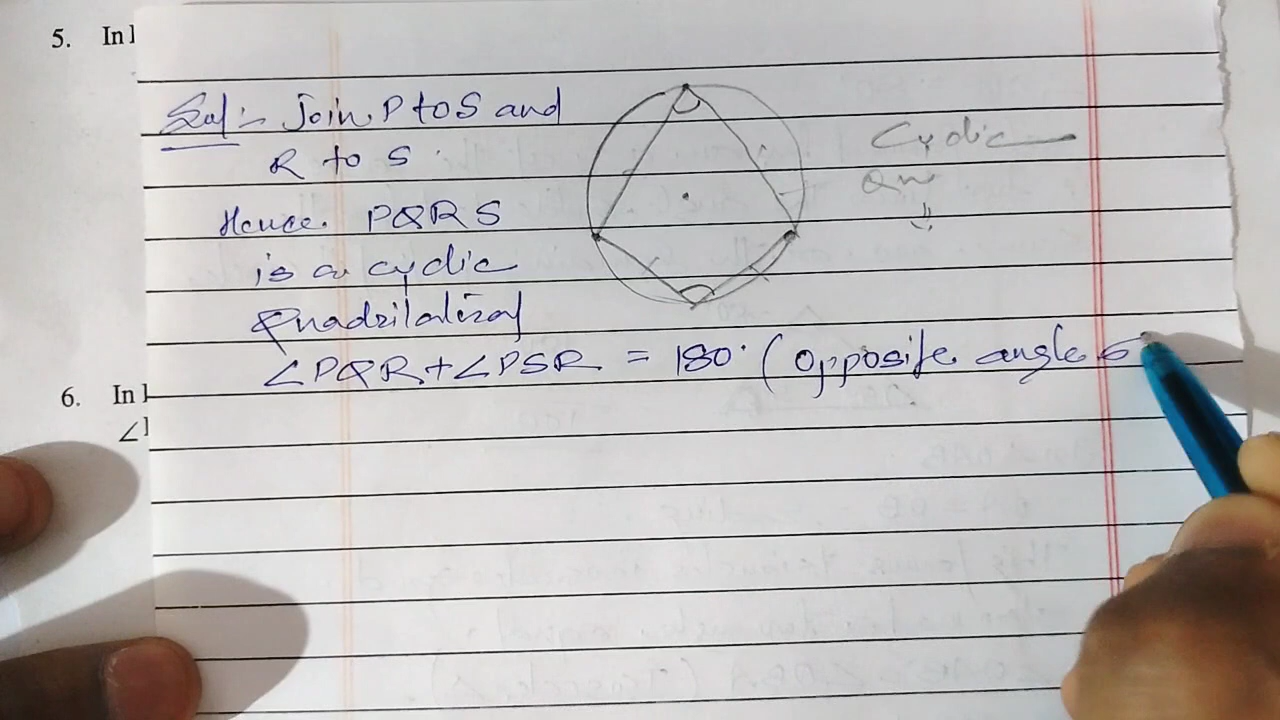 5. In
Sol:- Join P to S and
R to S.
Hence. PQRS
is a cyclic
Quadrilateral
∠PQR+∠PSR = 180° (opposite angle o
Cyclic
6. In
∠